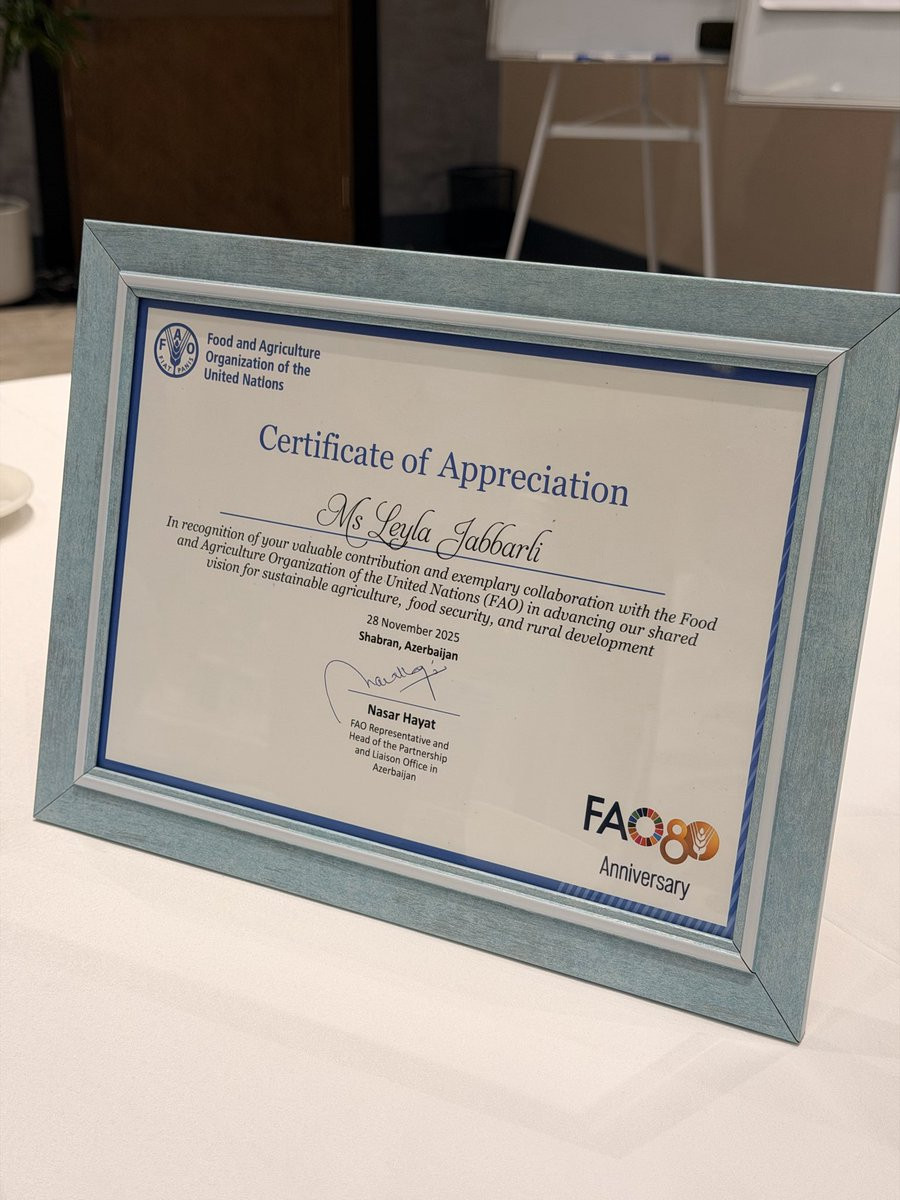 FAO
FIAT PANIS
Food and Agriculture
Organization of the
United Nations
Certificate of Appreciation
Ms Leyla Jabbarli
In recognition of your valuable contribution and exemplary collaboration with the Food
and Agriculture Organization of the United Nations (FAO) in advancing our shared
vision for sustainable agriculture, food security, and rural development
28 November 2025
Shabran, Azerbaijan
Nasar Hayat
FAO Representative and
Head of the Partnership
and Liaison Office in
Azerbaijan
FAO80
Anniversary